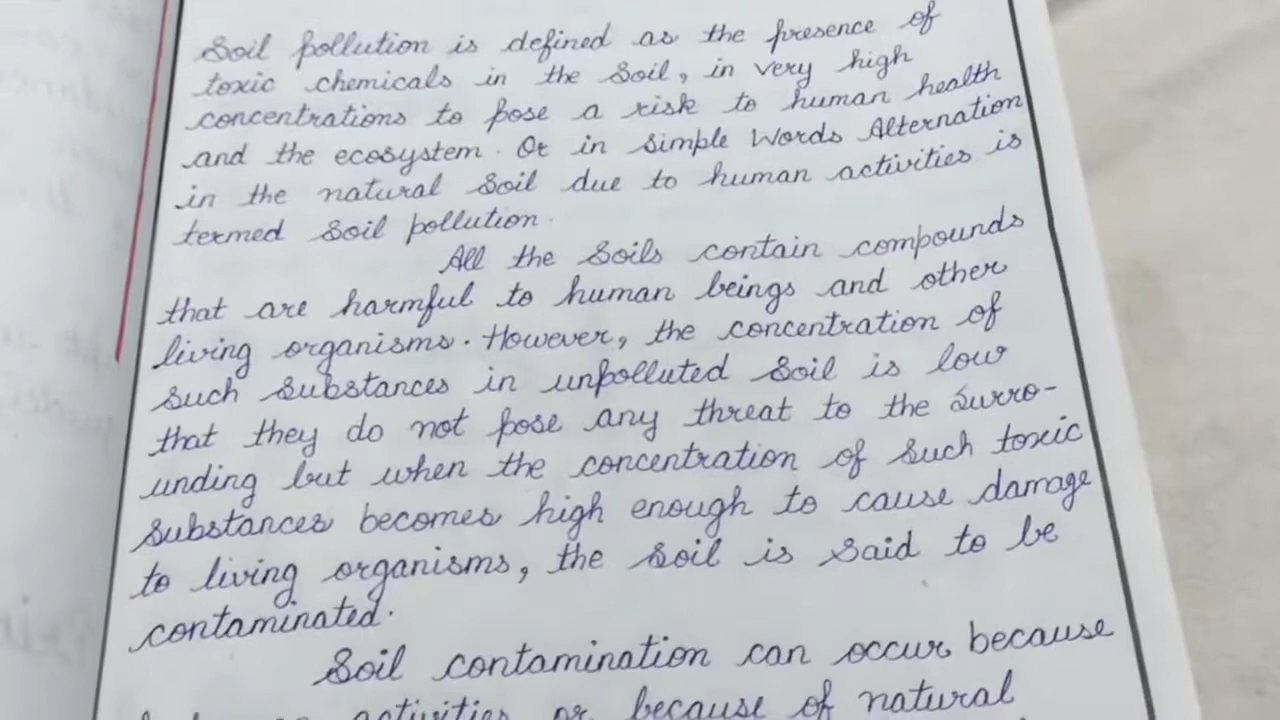 Soil pollution is defined as the presence of
toxic chemicals in the Soil, in very high
concentrations to pose a risk to human health
and the ecosystem. Or in simple Words Alternation
in the natural Soil due to human activities is
termed Soil pollution.
All the Soils contain compounds
that are harmful to human beings and other
living organisms. However, the concentration of
such substances in unpolluted Soil is low
that they do not pose any threat to the surro-
unding but when the concentration of such toxic
substances becomes high enough to cause damage
to living organisms, the soil is said to be
contaminated.
Soil contamination can occur because
activities or because of natural